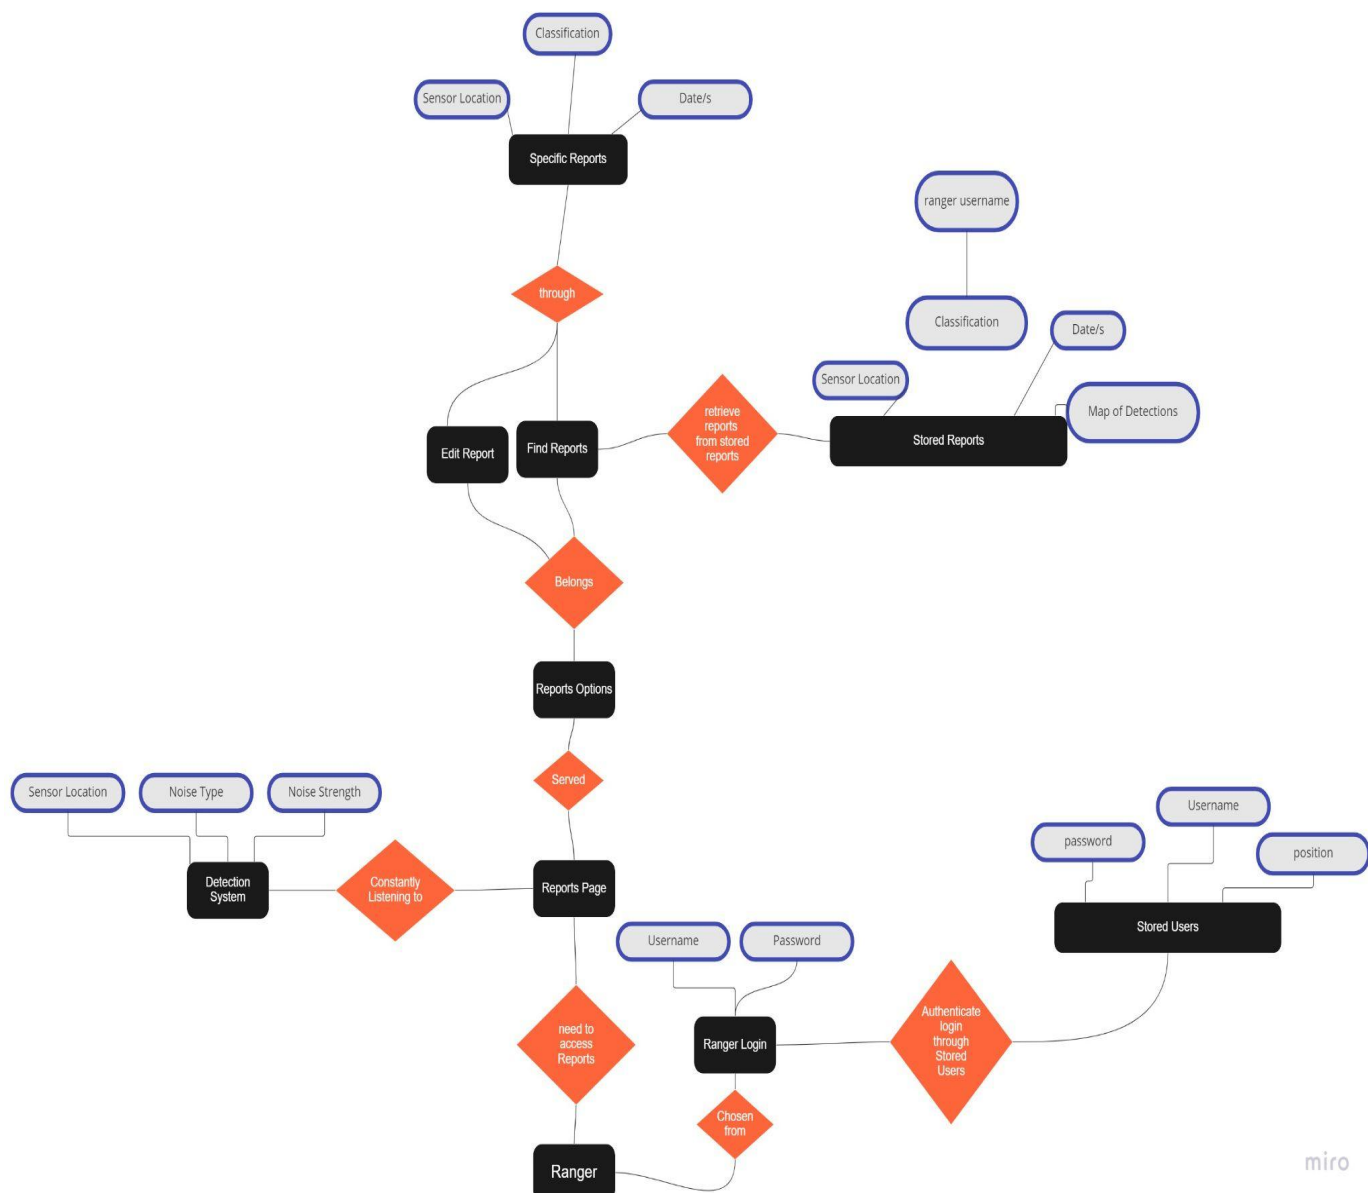 Classification
Sensor Location
Date/s
Specific Reports
ranger username
through
Classification
Date/s
Sensor Location
Map of Detections
retrieve
reports
from stored
reports
Stored Reports
Edit Report
Find Reports
Belongs
Reports Options
Served
Sensor Location
Noise Type
Noise Strength
Username
password
position
Detection
System
Constantly
Listening to
Reports Page
Stored Users
Username
Password
need to
access
Reports
Ranger Login
Authenticate
login
through
Stored
Users
Chosen
from
Ranger
miro